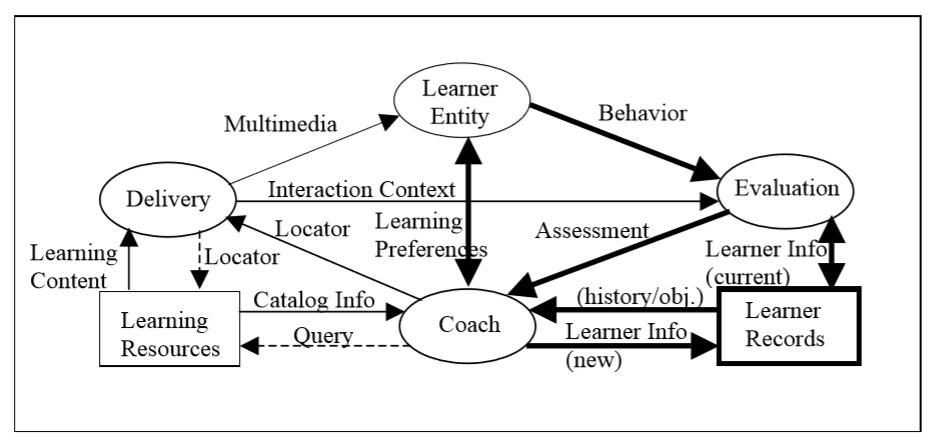 Learner
Entity
Multimedia
Behavior
Delivery
Interaction Context
Evaluation
Learning
Content
Locator
Locator
Learning
Preferences
Assessment
Learner Info
(current)
Learning
Resources
Catalog Info
Query
Coach
(history/obj.)
Learner Info
(new)
Learner
Records